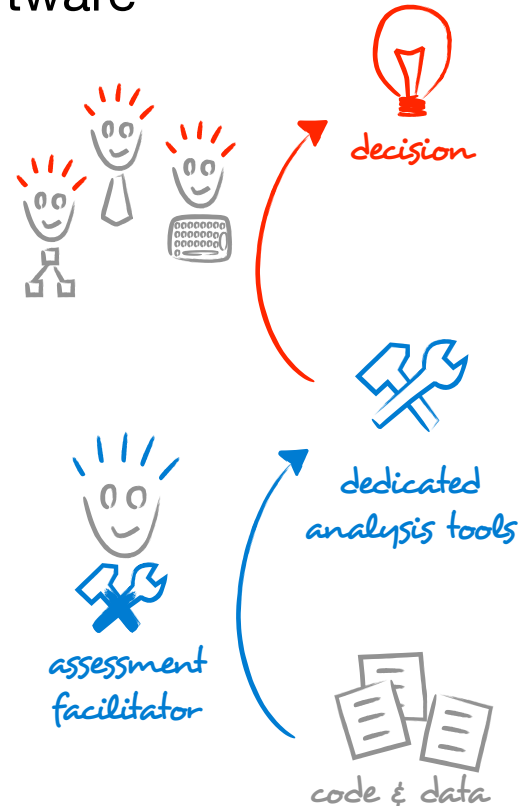 tware
decision
dedicated
analysis tools
assessment
facilitator
code & data